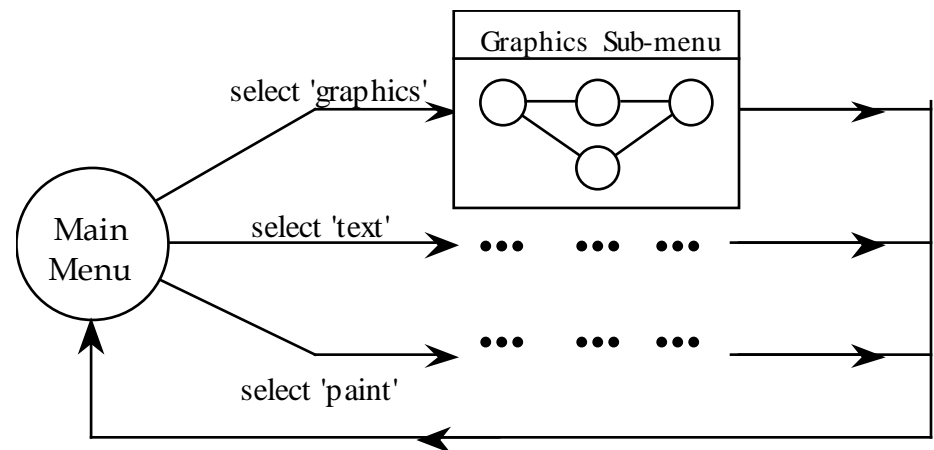 Graphics Sub-menu
select 'graphics'
Main
Menu
select 'text'
select 'paint'